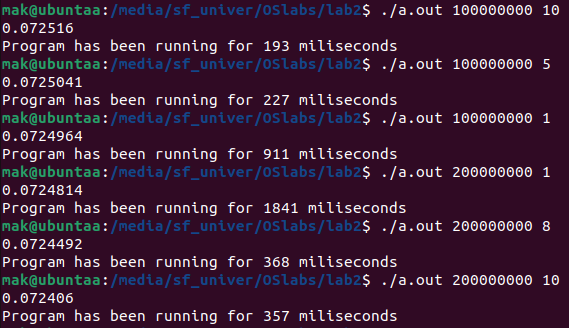 mak@ubuntaa:/media/sf_univer/OSlabs/lab2$ ./a.out 100000000 10
0.072516
Program has been running for 193 miliseconds
mak@ubuntaa:/media/sf_univer/OSlabs/lab2$ ./a.out 100000000 5
0.0725041
Program has been running for 227 miliseconds
mak@ubuntaa:/media/sf_univer/OSlabs/lab2$ ./a.out 100000000 1
0.0724964
Program has been running for 911 miliseconds
mak@ubuntaa:/media/sf_univer/OSlabs/lab2$ ./a.out 200000000 1
0.0724814
Program has been running for 1841 miliseconds
mak@ubuntaa:/media/sf_univer/OSlabs/lab2$ ./a.out 200000000 8
0.0724492
Program has been running for 368 miliseconds
mak@ubuntaa:/media/sf_univer/OSlabs/lab2$ ./a.out 200000000 10
0.072406
Program has been running for 357 miliseconds